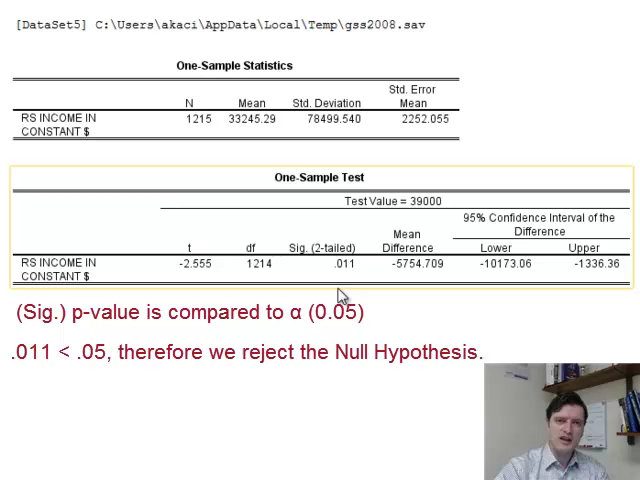 [DataSet5] C:\Users\akaci\AppData\Local\Temp\gss2008.sav
One-Sample Statistics
N Mean Std. Deviation Std. Error Mean
RS INCOME IN CONSTANT $ 1215 33245.29 78499.540 2252.055
One-Sample Test
Test Value = 39000
t df Sig. (2-tailed) Mean Difference 95% Confidence Interval of the Difference
Lower Upper
RS INCOME IN CONSTANT $ -2.555 1214 .011 -5754.709 -10173.06 -1336.36
(Sig.) p-value is compared to α (0.05)
.011 < .05, therefore we reject the Null Hypothesis.